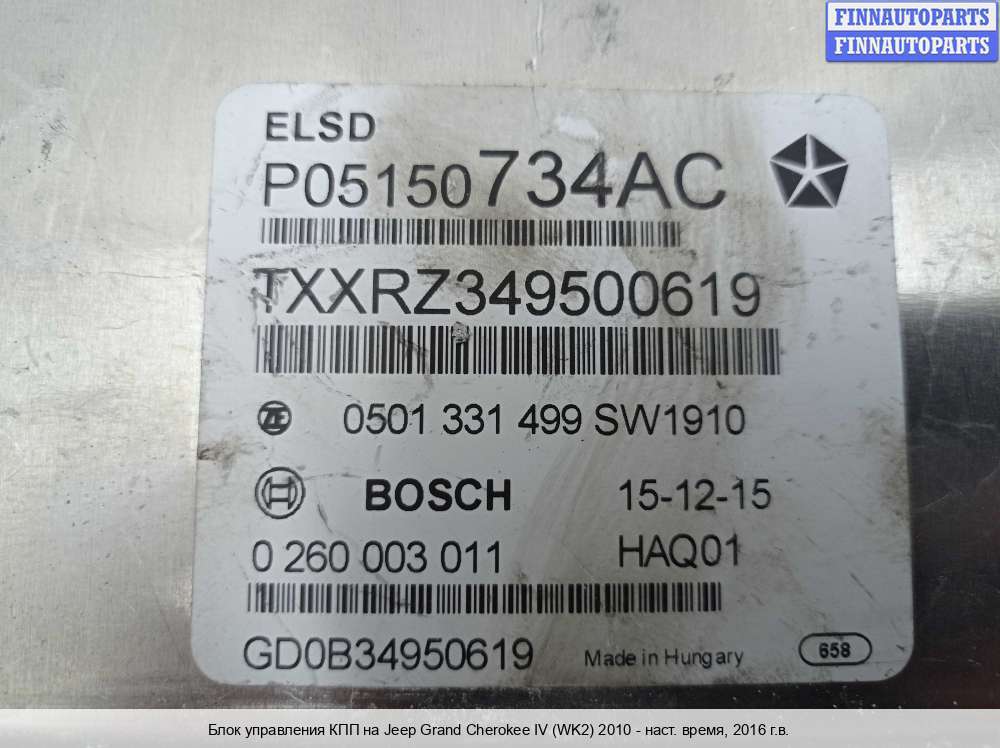 FINNAUTOPARTS
FINNAUTOPARTS
ELSD
P05150734AC
TXXRZ349500619
ZF 0501 331 499 SW1910
BOSCH 15-12-15
0 260 003 011 HAQ01
GD0B34950619 Made in Hungary 658
Блок управления КПП на Jeep Grand Cherokee IV (WK2) 2010 - наст. время, 2016 г.в.